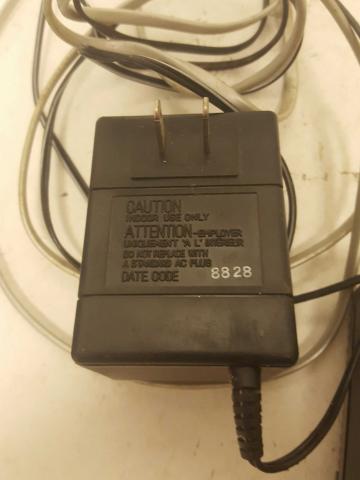 CAUTION
INDOOR USE ONLY
ATTENTION-EMPLOYER
UNIQUEMENT 'A L' INTERIEUR
DO NOT REPLACE WITH
A STANDARD AC PLUG
DATE CODE 8828